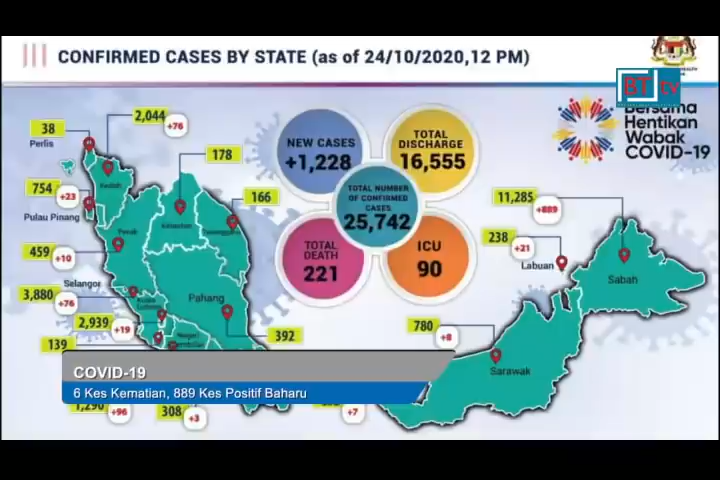 CONFIRMED CASES BY STATE (as of 24/10/2020,12 PM)
BT tv
Bersama
Hentikan
Wabak
COVID-19
2,044
+76
38
Perlis
Kedah
178
754
+23
Pulau Pinang
166
Perak
459
+10
Selangor
3,880
+76
Pahang
2,939
+19
139
392
NEW CASES
+1,228
TOTAL
DISCHARGE
16,555
TOTAL NUMBER
OF CONFIRMED
CASES
25,742
TOTAL
DEATH
221
ICU
90
11,285
+889
238
+21
Labuan
Sabah
780
+8
Sarawak
COVID-19
6 Kes Kematian, 889 Kes Positif Baharu
+96
308
+3
+7